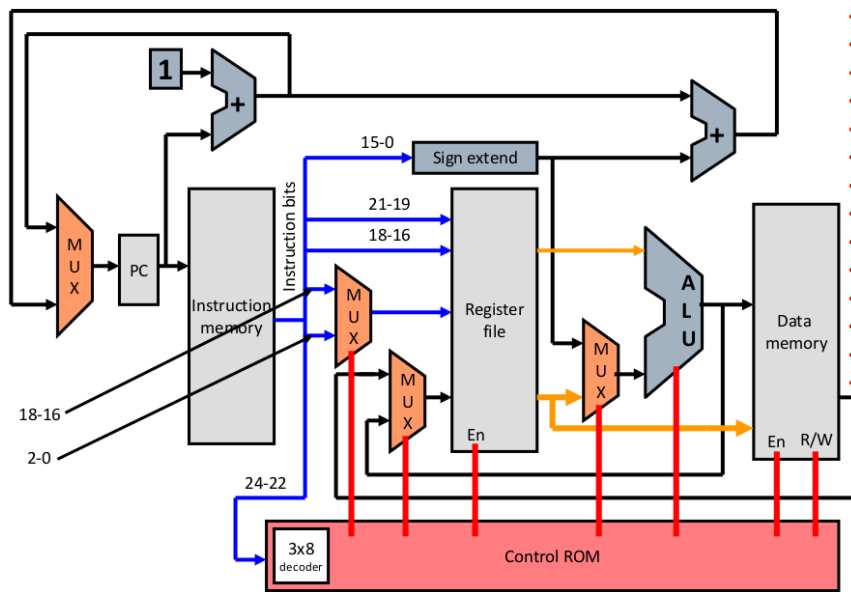 1
+
+
15-0
Sign extend
21-19
18-16
Instruction bits
M
U
X
PC
Instruction
memory
M
U
X
Register
file
En
M
U
X
M
U
X
A
L
U
Data
memory
En
R/W
18-16
2-0
24-22
3x8
decoder
Control ROM